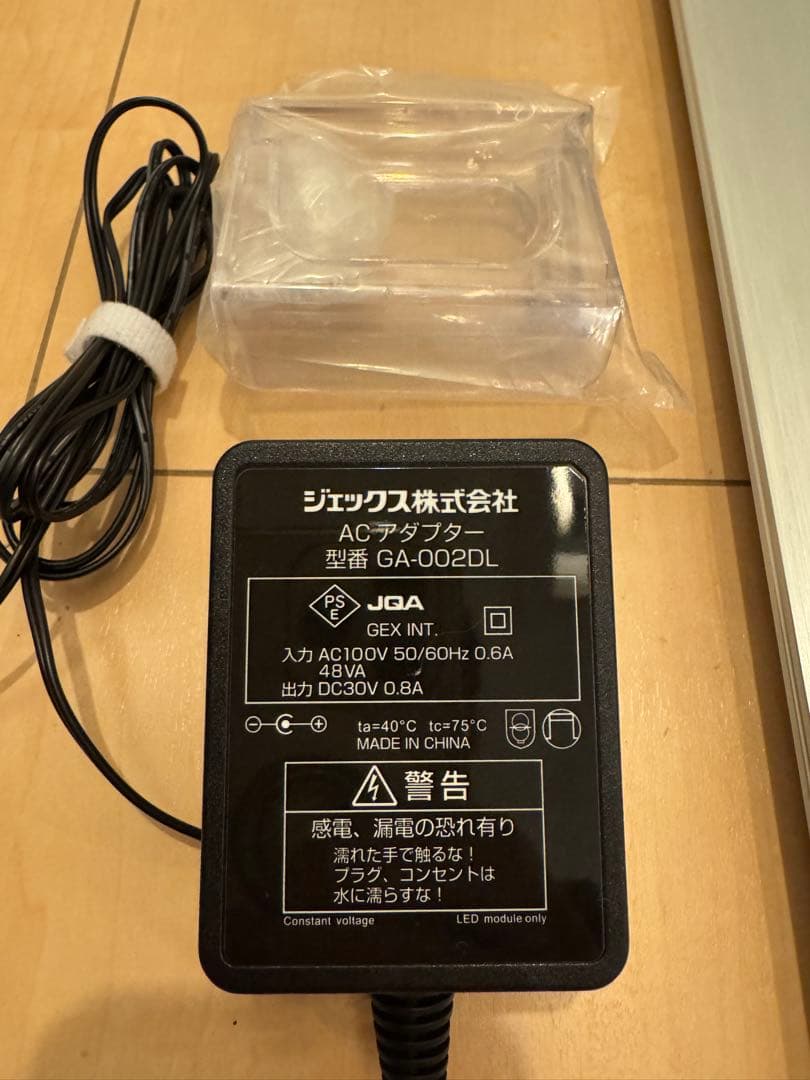 ジェックス株式会社
ACアダプター
型番 GA-002DL
PS
E
JQA
GEX INT.
入力 AC100V 50/60Hz 0.6A
48VA
出力 DC30V 0.8A
ta=40°C tc=75°C
MADE IN CHINA
警告
感電、漏電の恐れ有り
濡れた手で触るな！
プラグ、コンセントは
水に濡らすな！
Constant voltage LED module only